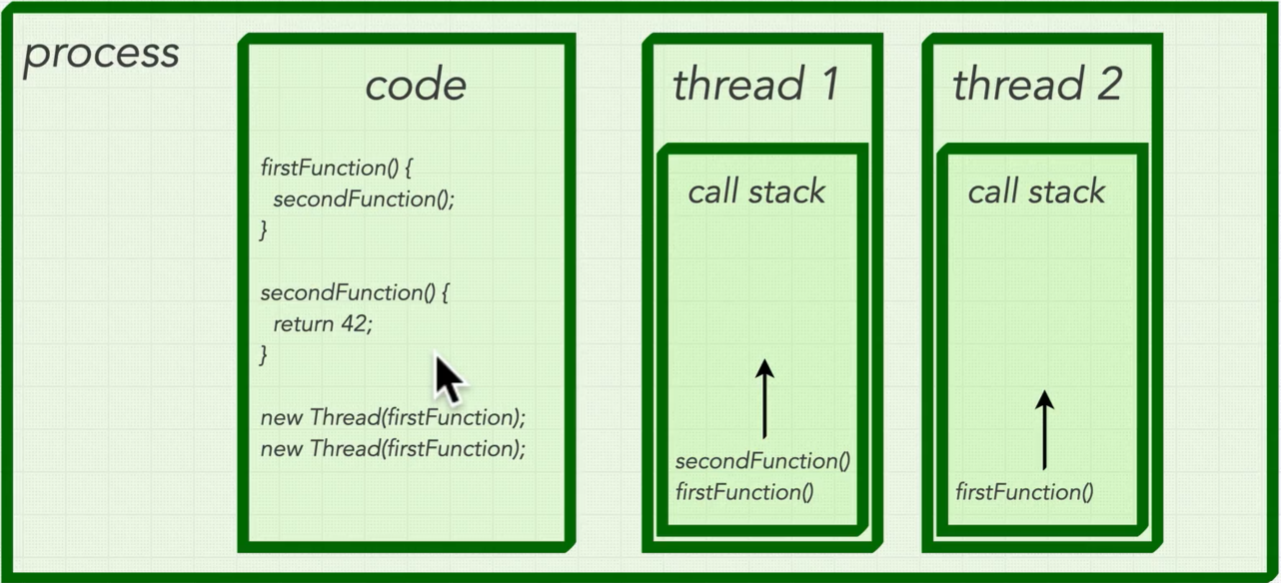 process
code
firstFunction() {
secondFunction();
}
secondFunction() {
return 42;
}
new Thread(firstFunction);
new Thread(firstFunction);
thread 1
call stack
secondFunction()
firstFunction()
thread 2
call stack
firstFunction()